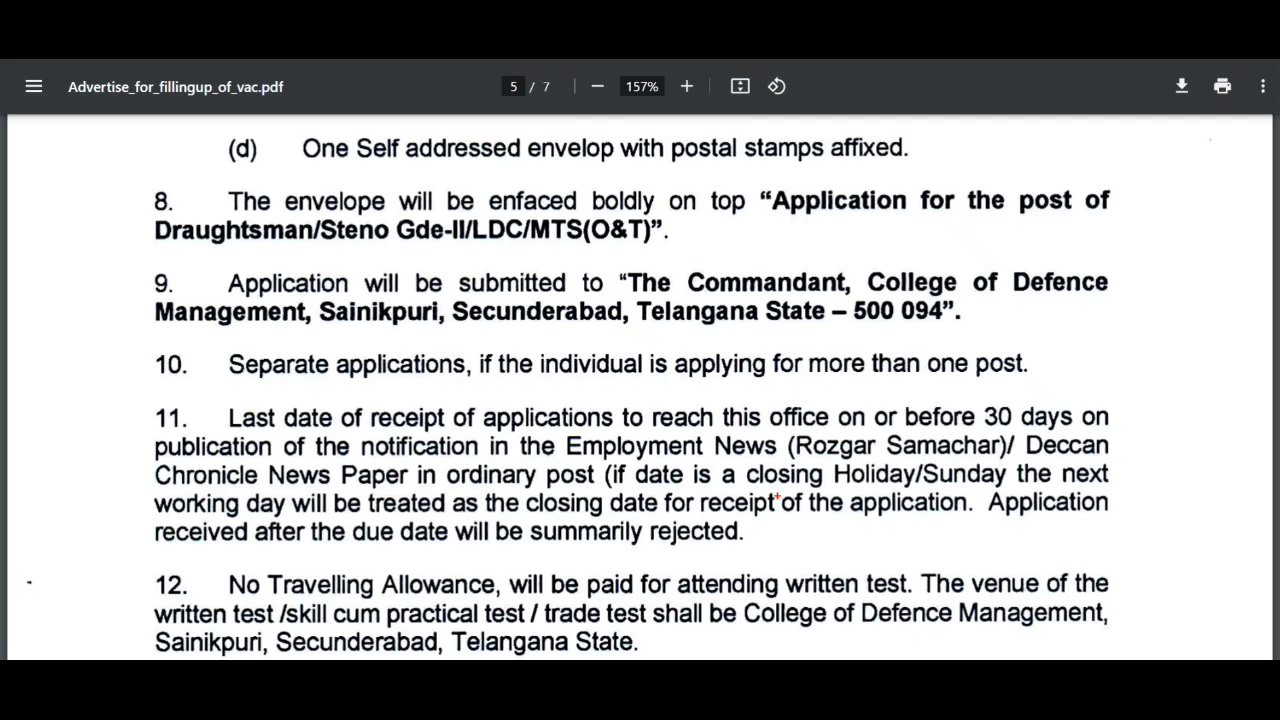 Advertise_for_fillingup_of_vac.pdf 5 / 7 157%
(d) One Self addressed envelop with postal stamps affixed.
8. The envelope will be enfaced boldly on top “Application for the post of
Draughtsman/Steno Gde-II/LDC/MTS(O&T)”.
9. Application will be submitted to “The Commandant, College of Defence
Management, Sainikpuri, Secunderabad, Telangana State – 500 094”.
10. Separate applications, if the individual is applying for more than one post.
11. Last date of receipt of applications to reach this office on or before 30 days on
publication of the notification in the Employment News (Rozgar Samachar)/ Deccan
Chronicle News Paper in ordinary post (if date is a closing Holiday/Sunday the next
working day will be treated as the closing date for receipt of the application. Application
received after the due date will be summarily rejected.
12. No Travelling Allowance, will be paid for attending written test. The venue of the
written test /skill cum practical test / trade test shall be College of Defence Management,
Sainikpuri, Secunderabad, Telangana State.